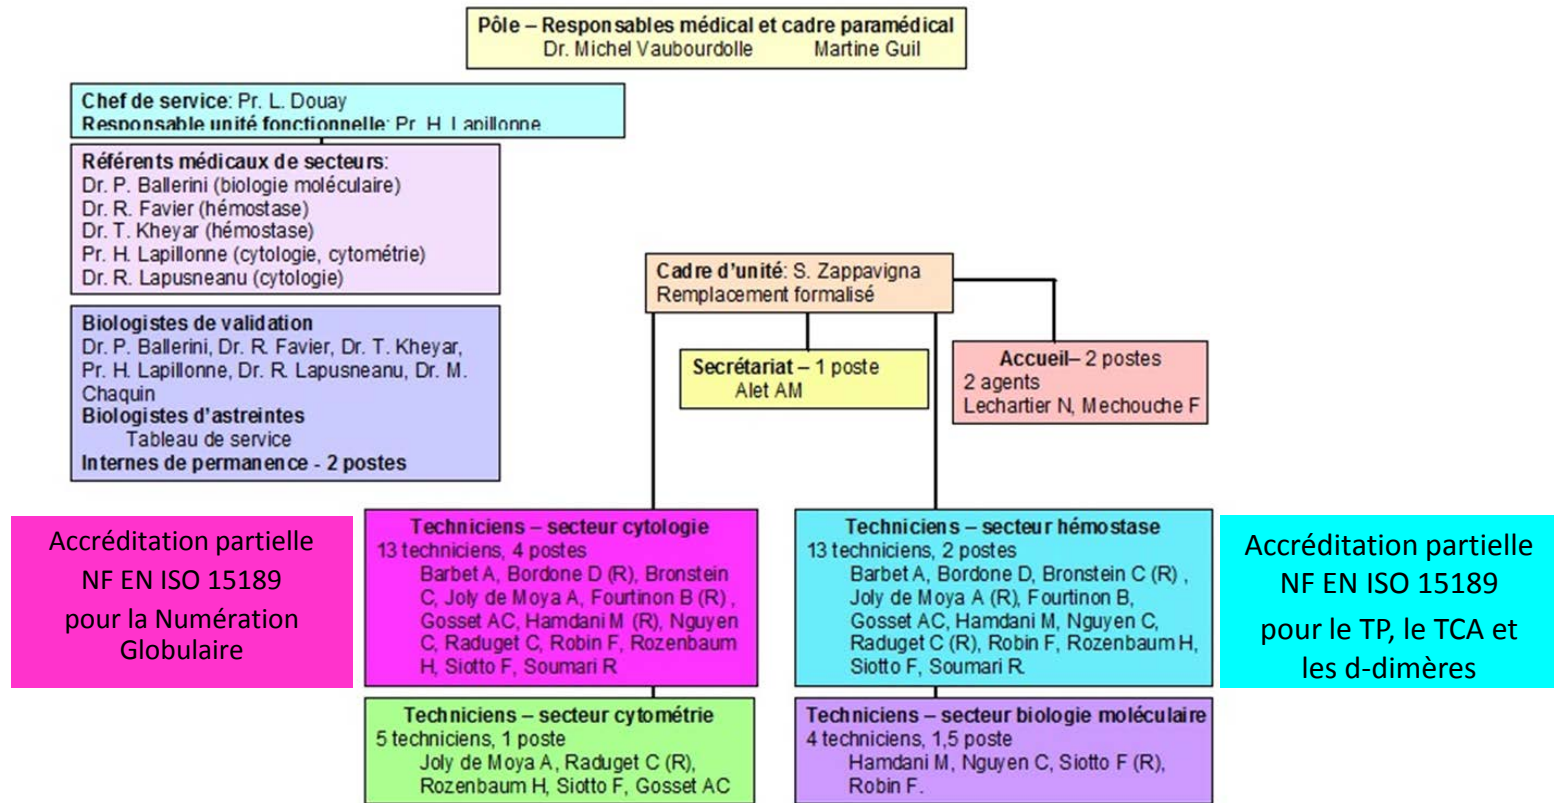 Pôle – Responsables médical et cadre paramédical
Dr. Michel Vaubourdolle Martine Guil
Chef de service: Pr. L. Douay
Responsable unité fonctionnelle: Pr. H. Lapillonne
Référents médicaux de secteurs:
Dr. P. Ballerini (biologie moléculaire)
Dr. R. Favier (hémostase)
Dr. T. Kheyar (hémostase)
Pr. H. Lapillonne (cytologie, cytométrie)
Dr. R. Lapusneanu (cytologie)
Biologistes de validation
Dr. P. Ballerini, Dr. R. Favier, Dr. T. Kheyar,
Pr. H. Lapillonne, Dr. R. Lapusneanu, Dr. M.
Chaquin
Biologistes d'astreintes
Tableau de service
Internes de permanence - 2 postes
Cadre d'unité: S. Zappavigna
Remplacement formalisé
Secrétariat – 1 poste
Alet AM
Accueil– 2 postes
2 agents
Lechartier N, Mechouche F
Accréditation partielle
NF EN ISO 15189
pour la Numération
Globulaire
Techniciens – secteur cytologie
13 techniciens, 4 postes
Barbet A, Bordone D (R), Bronstein
C, Joly de Moya A, Fourtinon B (R) ,
Gosset AC, Hamdani M (R), Nguyen
C, Raduget C, Robin F, Rozenbaum
H, Siotto F, Soumari R
Techniciens – secteur hémostase
13 techniciens, 2 postes
Barbet A, Bordone D, Bronstein C (R) ,
Joly de Moya A (R), Fourtinon B,
Gosset AC, Hamdani M, Nguyen C,
Raduget C (R), Robin F, Rozenbaum H,
Siotto F, Soumari R.
Accréditation partielle
NF EN ISO 15189
pour le TP, le TCA et
les d-dimères
Techniciens – secteur cytométrie
5 techniciens, 1 poste
Joly de Moya A, Raduget C (R),
Rozenbaum H, Siotto F, Gosset AC
Techniciens – secteur biologie moléculaire
4 techniciens, 1,5 poste
Hamdani M, Nguyen C, Siotto F (R),
Robin F.